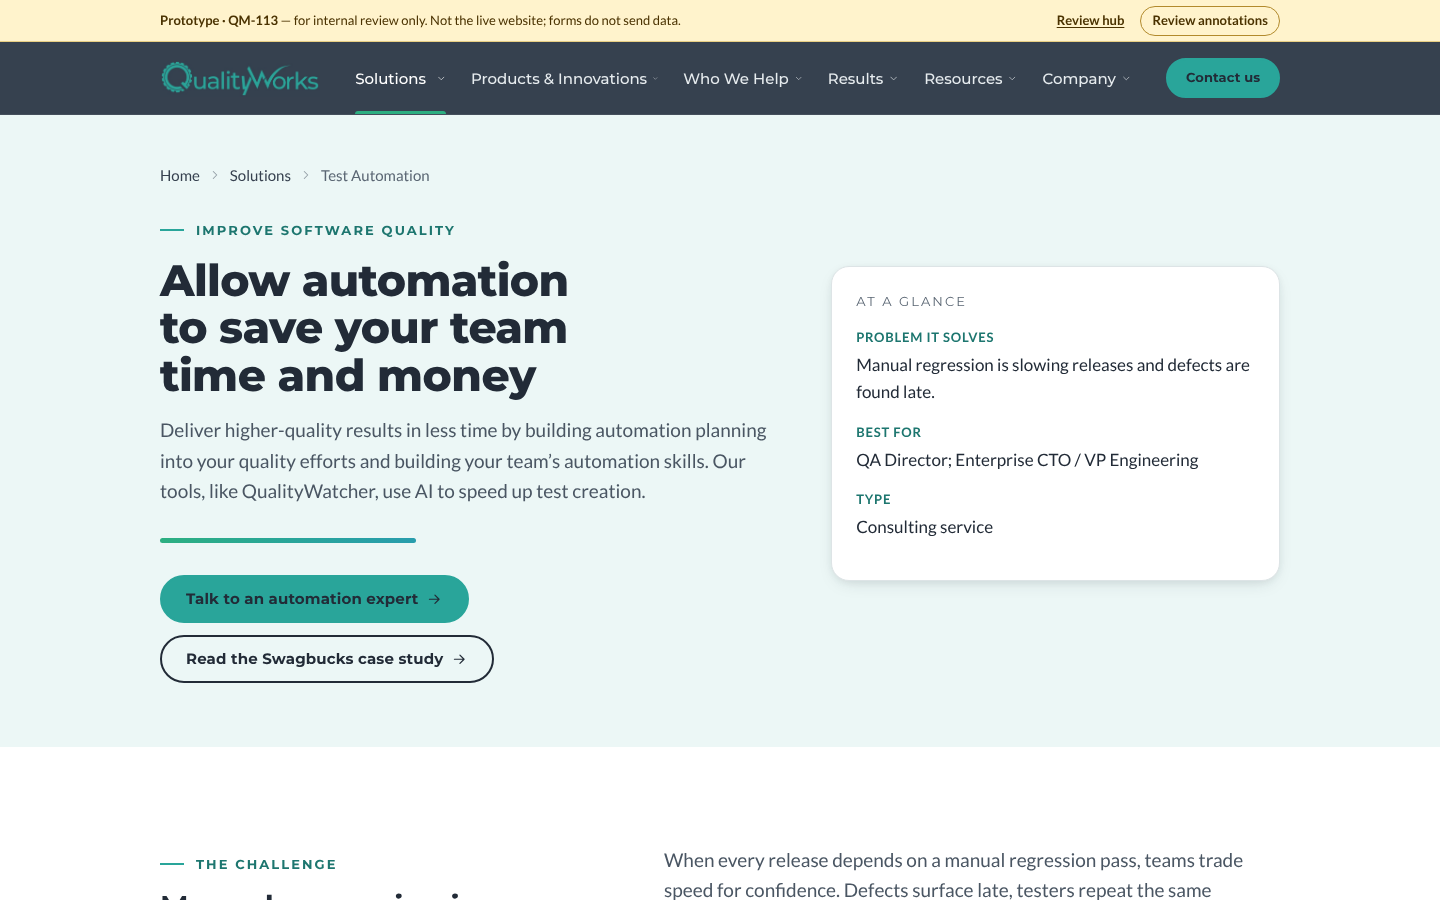 Prototype · QM-113 — for internal review only. Not the live website; forms do not send data.
Review hub
Review annotations
QualityWorks
Solutions
Products & Innovations
Who We Help
Results
Resources
Company
Contact us
Home > Solutions > Test Automation
IMPROVE SOFTWARE QUALITY
Allow automation
to save your team
time and money
Deliver higher-quality results in less time by building automation planning
into your quality efforts and building your team’s automation skills. Our
tools, like QualityWatcher, use AI to speed up test creation.
Talk to an automation expert →
Read the Swagbucks case study →
AT A GLANCE
PROBLEM IT SOLVES
Manual regression is slowing releases and defects are
found late.
BEST FOR
QA Director; Enterprise CTO / VP Engineering
TYPE
Consulting service
THE CHALLENGE
When every release depends on a manual regression pass, teams trade
speed for confidence. Defects surface late, testers repeat the same